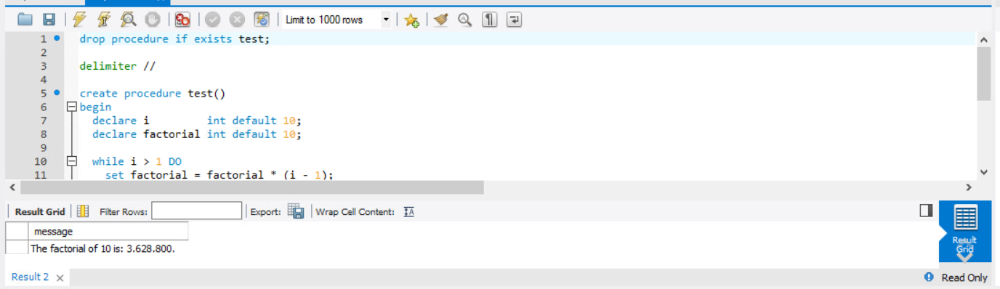 Limit to 1000 rows
1 drop procedure if exists test;
2
3 delimiter //
4
5 create procedure test()
6 begin
7 declare i int default 10;
8 declare factorial int default 10;
9
10 while i > 1 DO
11 set factorial = factorial * (i - 1);
Result Grid Filter Rows: Export: Wrap Cell Content:
message
The factorial of 10 is: 3.628.800.
Result
Grid
Result 2 Read Only